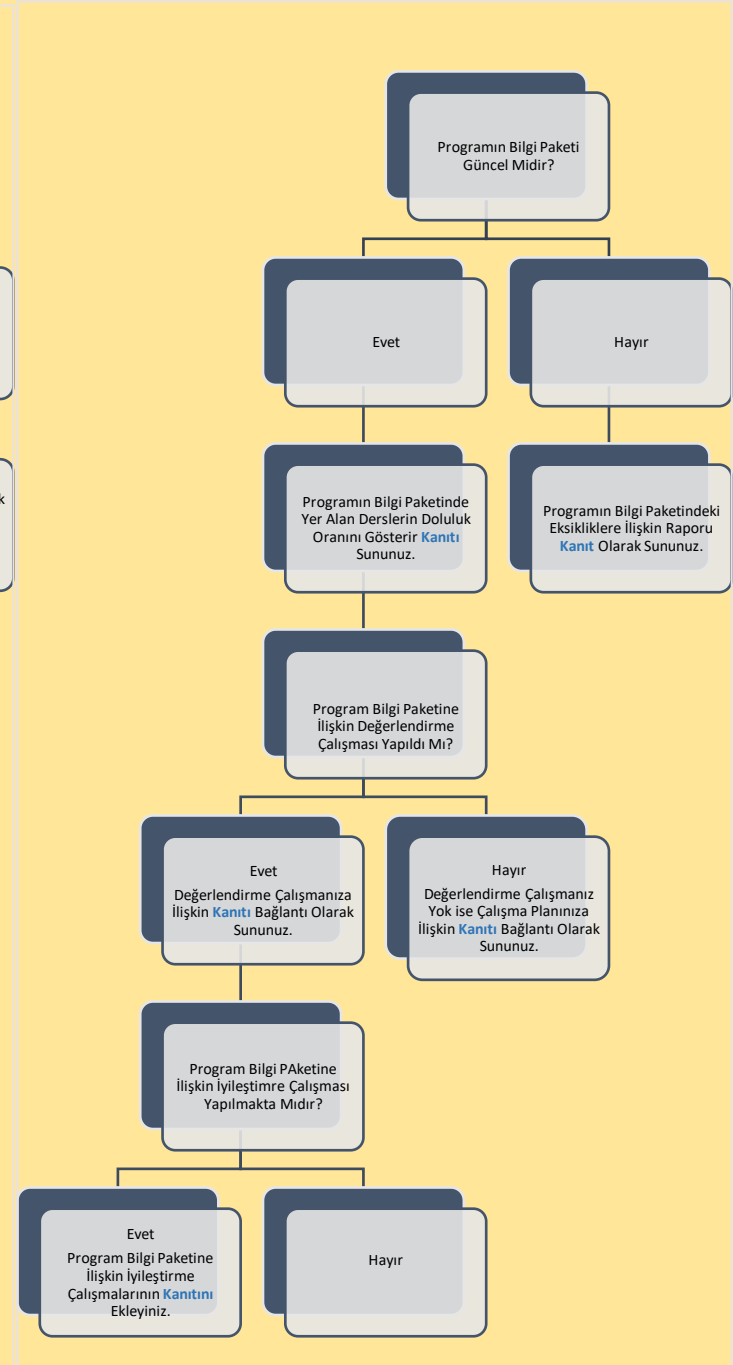 Programın Bilgi Paketi
Güncel Midir?
Evet
Hayır
Programın Bilgi Paketinde
Yer Alan Derslerin Doluluk
Oranını Gösterir Kanıtı
Sununuz.
Programın Bilgi Paketindeki
Eksikliklere İlişkin Raporu
Kanıt Olarak Sununuz.
Program Bilgi Paketine
İlişkin Değerlendirme
Çalışması Yapıldı Mı?
Evet
Değerlendirme Çalışmanıza
İlişkin Kanıtı Bağlantı Olarak
Sununuz.
Hayır
Değerlendirme Çalışmanız
Yok ise Çalışma Planınıza
İlişkin Kanıtı Bağlantı Olarak
Sununuz.
Program Bilgi PAketine
İlişkin İyileştimre Çalışması
Yapılmakta Mıdır?
Evet
Program Bilgi Paketine
İlişkin İyileştirme
Çalışmalarının Kanıtını
Ekleyiniz.
Hayır